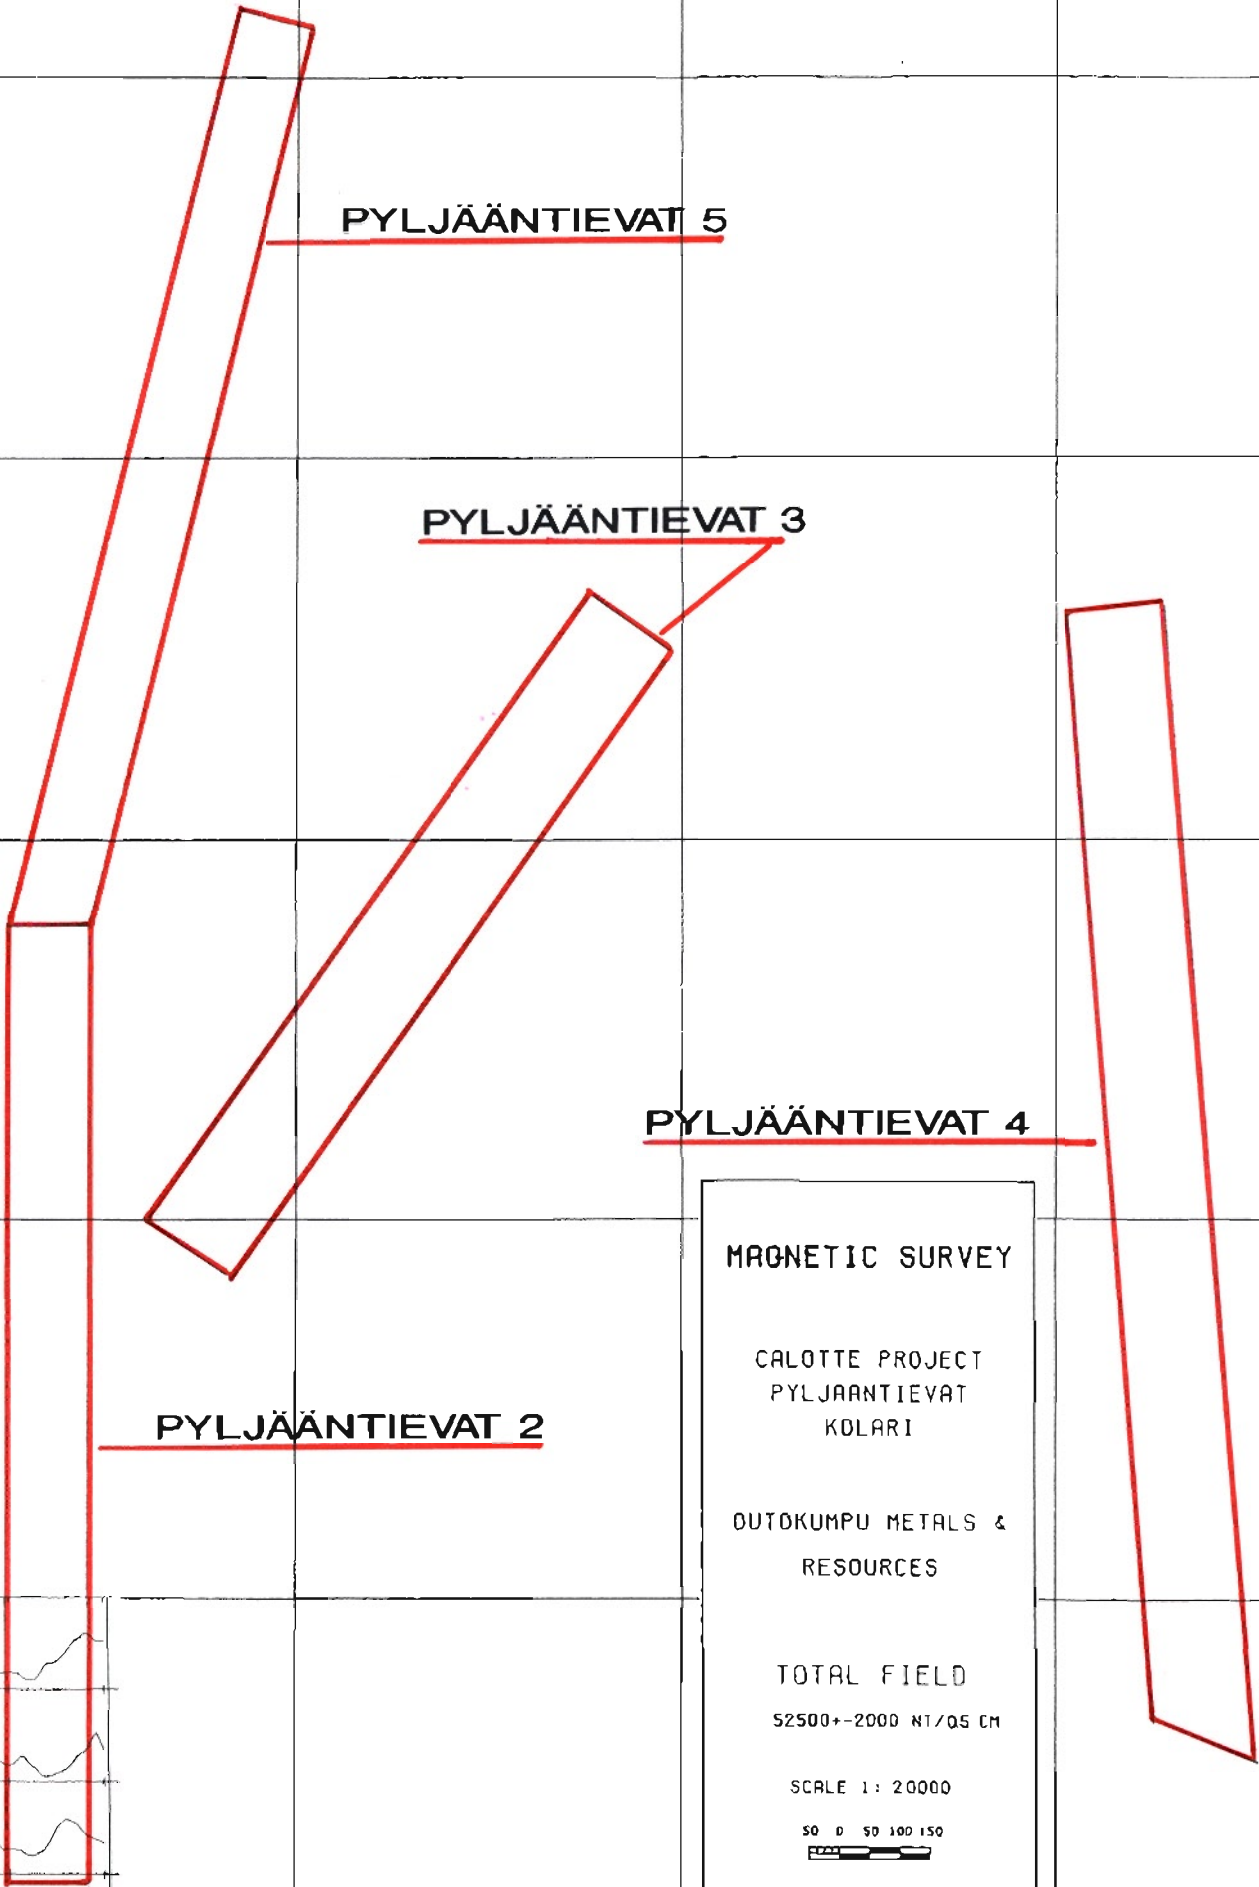 PYLJÄÄNTIEVAT 5
PYLJÄÄNTIEVAT 3
PYLJÄÄNTIEVAT 4
MAGNETIC SURVEY
CALOTTE PROJECT
PYLJAANTIEVAT
KOLARI
OUTOKUMPU METALS &
RESOURCES
TOTAL FIELD
52500+-2000 NT/0.5 CM
SCALE 1: 20000
50 0 50 100 150
PYLJÄÄNTIEVAT 2